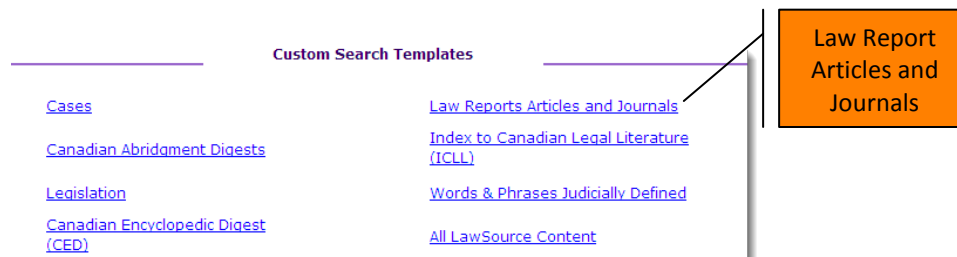 Custom Search Templates
Cases
Canadian Abridgment Digests
Legislation
Canadian Encyclopedic Digest
(CED)
Law Reports Articles and Journals
Index to Canadian Legal Literature
(ICLL)
Words & Phrases Judicially Defined
All LawSource Content
Law Report
Articles and
Journals